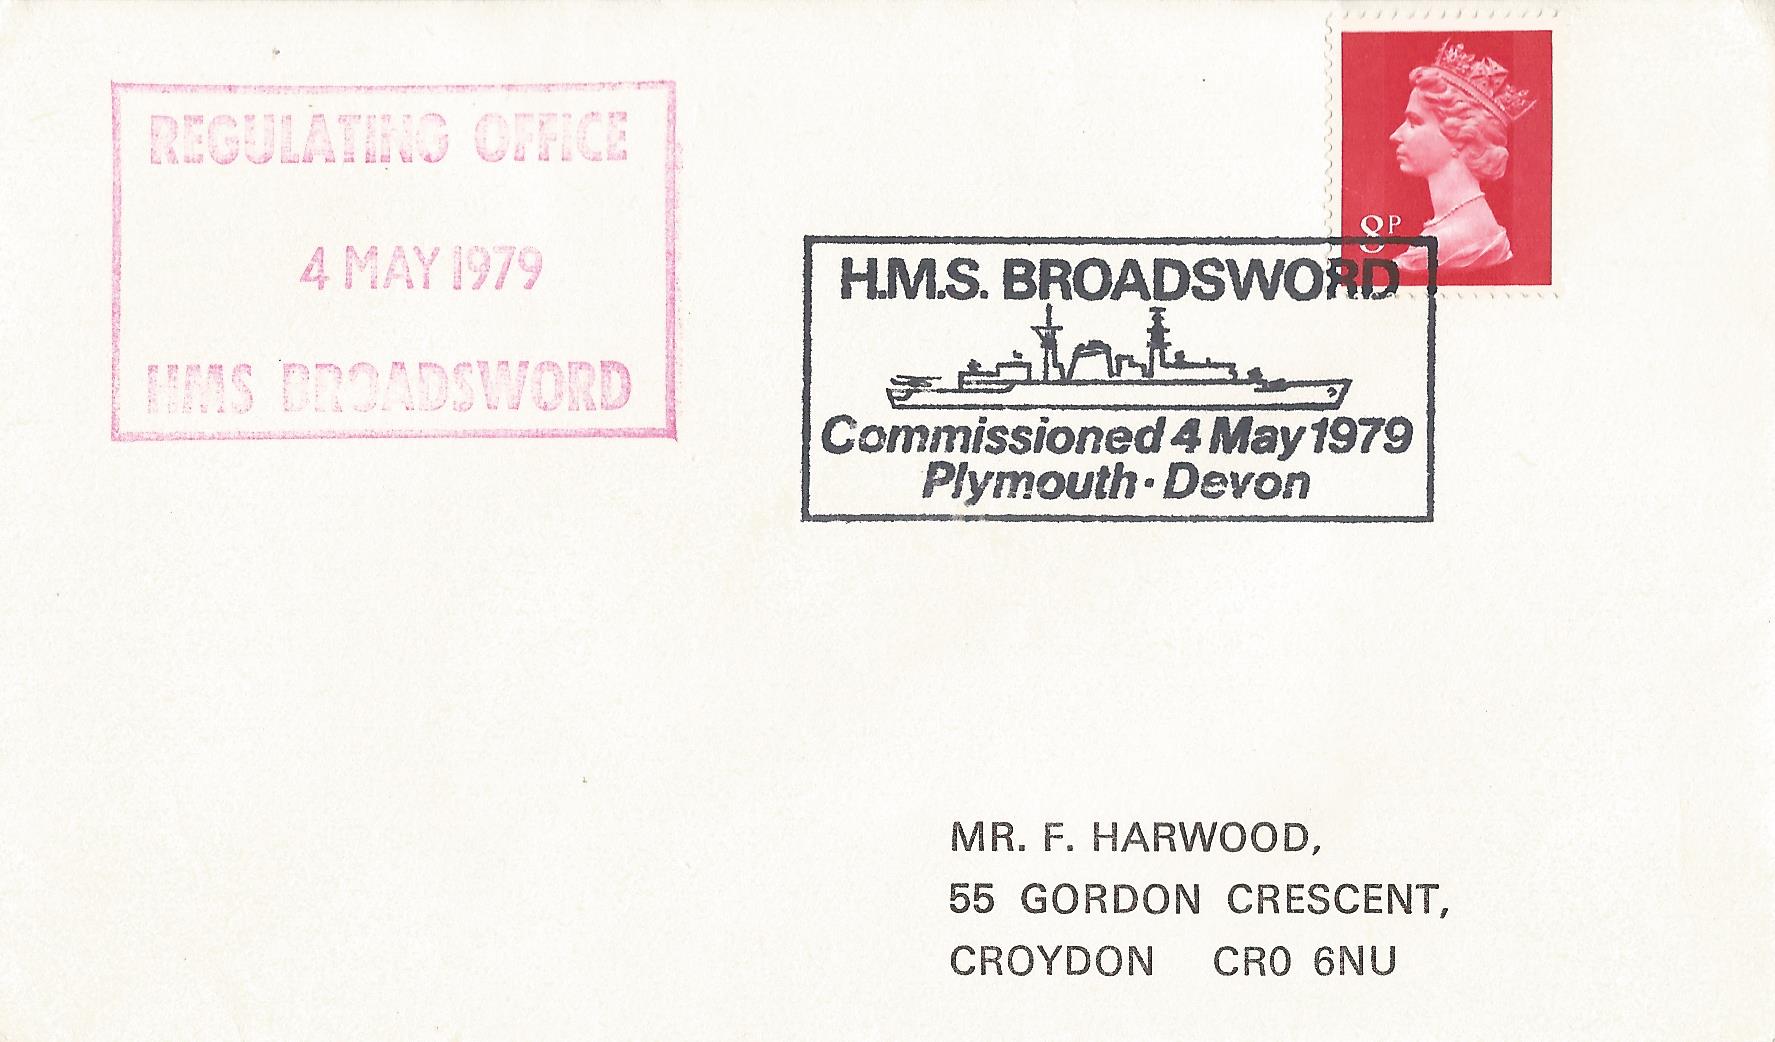 REGULATING OFFICE
4 MAY 1979
HMS BROADSWORD
8P
H.M.S. BROADSWORD
Commissioned 4 May 1979
Plymouth · Devon
MR. F. HARWOOD,
55 GORDON CRESCENT,
CROYDON CR0 6NU